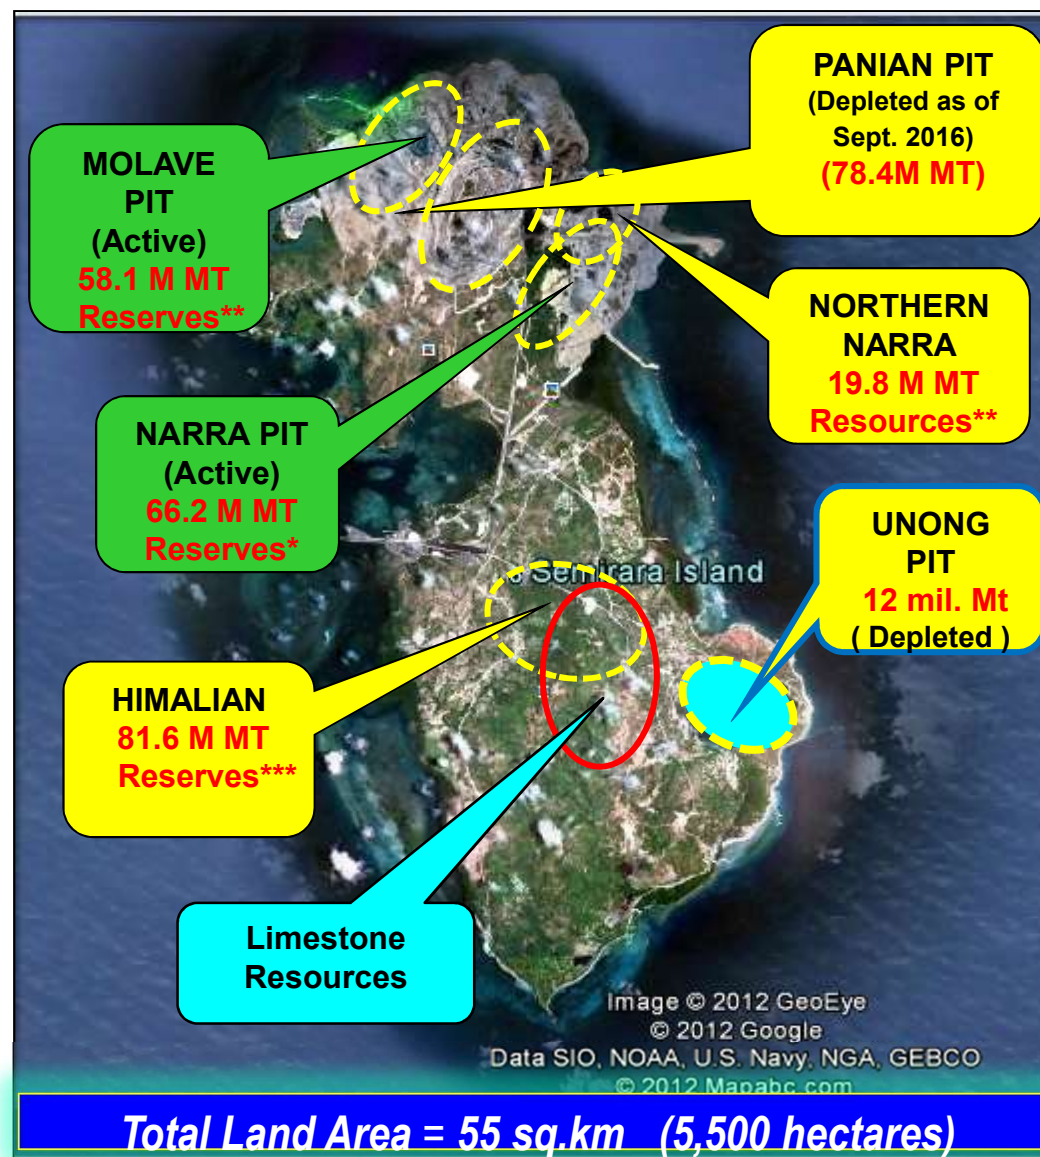 PANIAN PIT
(Depleted as of
Sept. 2016)
(78.4M MT)
MOLAVE
PIT
(Active)
58.1 M MT
Reserves**
NORTHERN
NARRA
19.8 M MT
Resources**
NARRA PIT
(Active)
66.2 M MT
Reserves*
UNONG
PIT
12 mil. Mt
( Depleted )
Semirara Island
HIMALIAN
81.6 M MT
Reserves***
Limestone
Resources
Image © 2012 GeoEye
© 2012 Google
Data SIO, NOAA, U.S. Navy, NGA, GEBCO
© 2012 Mapabc.com
Total Land Area = 55 sq.km (5,500 hectares)